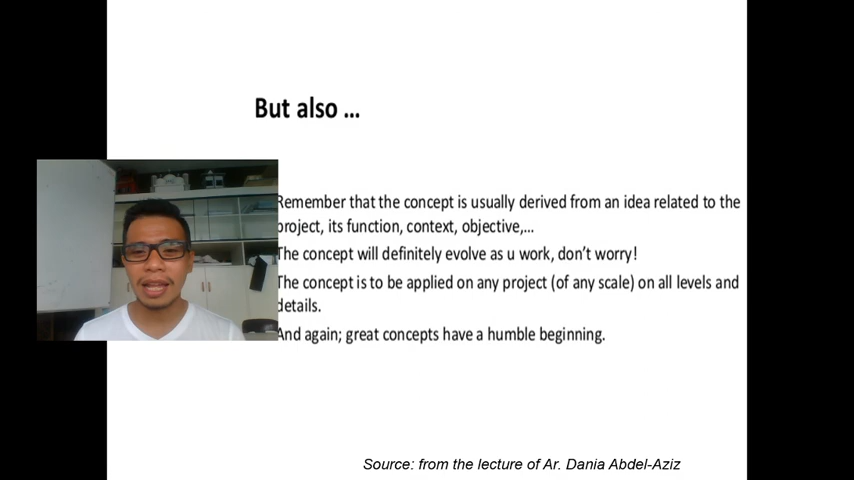 But also ...
Remember that the concept is usually derived from an idea related to the
project, its function, context, objective,...
The concept will definitely evolve as u work, don't worry!
The concept is to be applied on any project (of any scale) on all levels and
details.
And again; great concepts have a humble beginning.
Source: from the lecture of Ar. Dania Abdel-Aziz